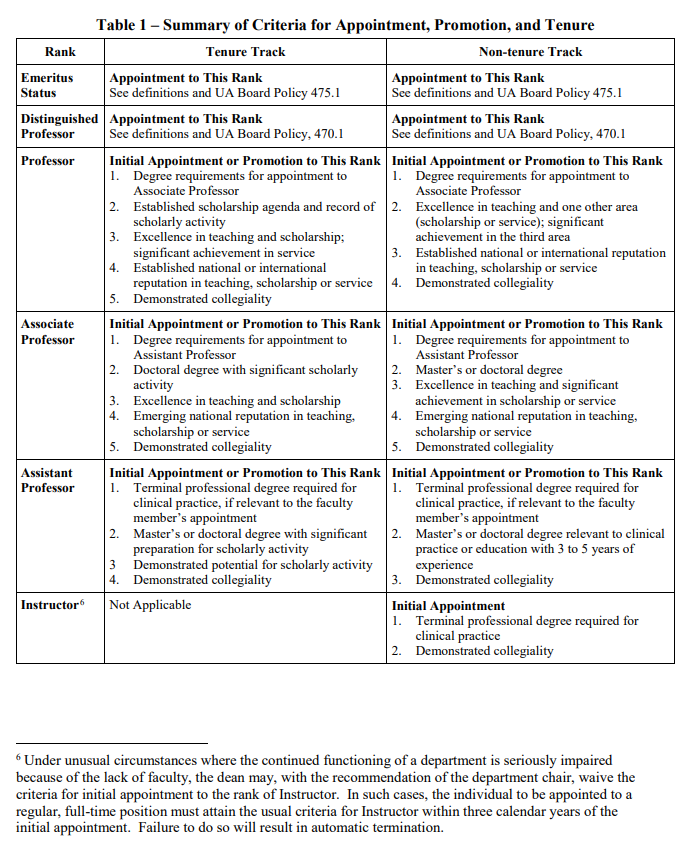 Table 1 – Summary of Criteria for Appointment, Promotion, and Tenure
Rank
Tenure Track
Non-tenure Track
Emeritus
Status
Appointment to This Rank
See definitions and UA Board Policy 475.1
Appointment to This Rank
See definitions and UA Board Policy 475.1
Distinguished
Professor
Appointment to This Rank
See definitions and UA Board Policy, 470.1
Appointment to This Rank
See definitions and UA Board Policy, 470.1
Professor
Initial Appointment or Promotion to This Rank
1. Degree requirements for appointment to
Associate Professor
2. Established scholarship agenda and record of
scholarly activity
3. Excellence in teaching and scholarship;
significant achievement in service
4. Established national or international
reputation in teaching, scholarship or service
5. Demonstrated collegiality
Initial Appointment or Promotion to This Rank
1. Degree requirements for appointment to
Associate Professor
2. Excellence in teaching and one other area
(scholarship or service); significant
achievement in the third area
3. Established national or international reputation
in teaching, scholarship or service
4. Demonstrated collegiality
Associate
Professor
Initial Appointment or Promotion to This Rank
1. Degree requirements for appointment to
Assistant Professor
2. Doctoral degree with significant scholarly
activity
3. Excellence in teaching and scholarship
4. Emerging national reputation in teaching,
scholarship or service
5. Demonstrated collegiality
Initial Appointment or Promotion to This Rank
1. Degree requirements for appointment to
Assistant Professor
2. Master's or doctoral degree
3. Excellence in teaching and significant
achievement in scholarship or service
4. Emerging national reputation in teaching,
scholarship or service
5. Demonstrated collegiality
Assistant
Professor
Initial Appointment or Promotion to This Rank
1. Terminal professional degree required for
clinical practice, if relevant to the faculty
member's appointment
2. Master's or doctoral degree with significant
preparation for scholarly activity
3 Demonstrated potential for scholarly activity
4. Demonstrated collegiality
Initial Appointment or Promotion to This Rank
1. Terminal professional degree required for
clinical practice, if relevant to the faculty
member's appointment
2. Master's or doctoral degree relevant to clinical
practice or education with 3 to 5 years of
experience
3. Demonstrated collegiality
Instructor⁶
Not Applicable
Initial Appointment
1. Terminal professional degree required for
clinical practice
2. Demonstrated collegiality
⁶ Under unusual circumstances where the continued functioning of a department is seriously impaired
because of the lack of faculty, the dean may, with the recommendation of the department chair, waive the
criteria for initial appointment to the rank of Instructor. In such cases, the individual to be appointed to a
regular, full-time position must attain the usual criteria for Instructor within three calendar years of the
initial appointment. Failure to do so will result in automatic termination.